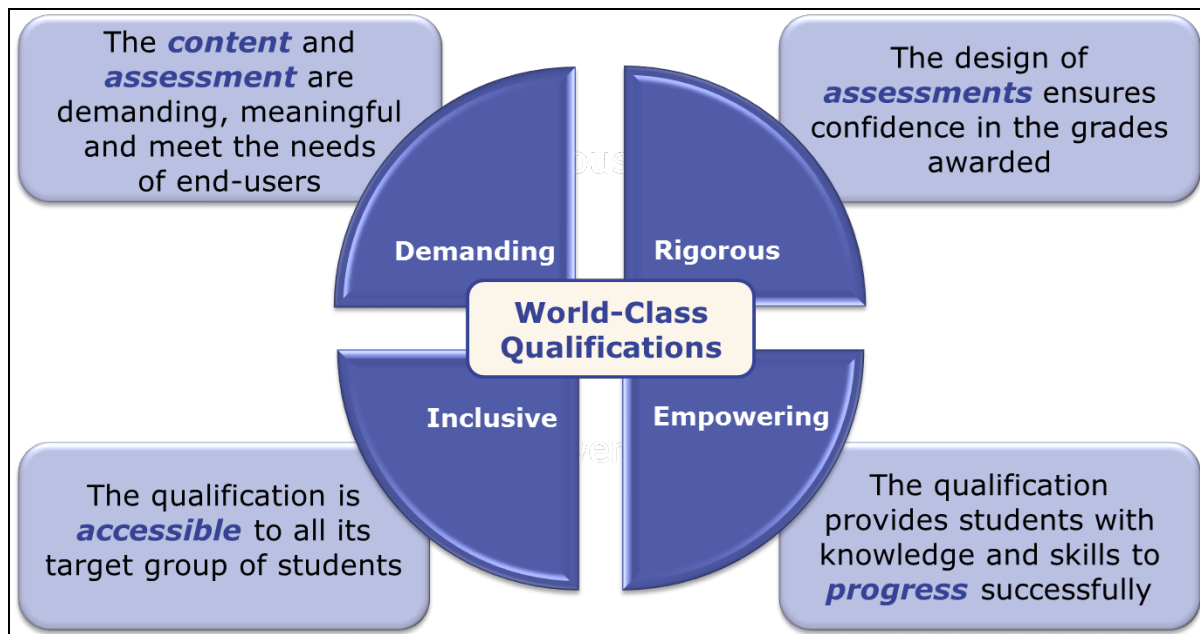 The content and
assessment are
demanding, meaningful
and meet the needs
of end-users
The design of
assessments ensures
confidence in the grades
awarded
Demanding
Rigorous
World-Class
Qualifications
Inclusive
Empowering
The qualification is
accessible to all its
target group of students
The qualification
provides students with
knowledge and skills to
progress successfully